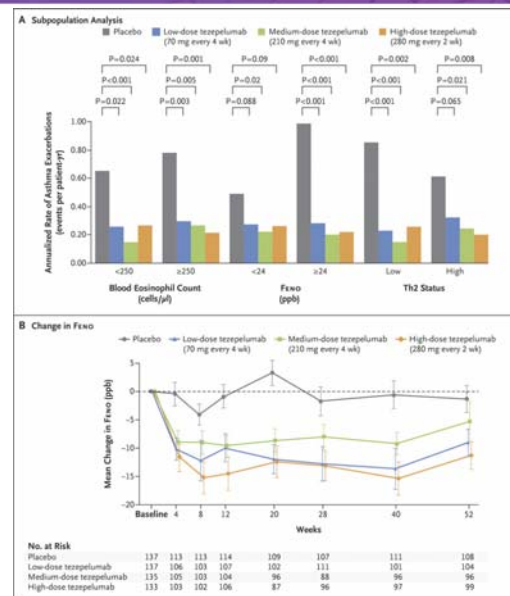 A Subpopulation Analysis
Placebo Low-dose tezepelumab Medium-dose tezepelumab High-dose tezepelumab
(70 mg every 4 wk) (210 mg every 4 wk) (280 mg every 2 wk)
P=0.024 P=0.001 P=0.09 P<0.001 P=0.002 P=0.008
P<0.001 P=0.005 P=0.02 P<0.001 P<0.001 P=0.021
P=0.022 P=0.003 P=0.088 P<0.001 P<0.001 P=0.065
Annualized Rate of Asthma Exacerbations
(events per patient-yr)
1.00
0.80
0.60
0.40
0.20
0.00
<250 ≥250 <24 ≥24 Low High
Blood Eosinophil Count FENO Th2 Status
(cells/μl) (ppb)
B Change in FENO
Placebo Low-dose tezepelumab Medium-dose tezepelumab High-dose tezepelumab
(70 mg every 4 wk) (210 mg every 4 wk) (280 mg every 2 wk)
Mean Change in FENO (ppb)
5
0
−5
−10
−15
−20
Baseline 4 8 12 20 28 40 52
Weeks
No. at Risk
Placebo 137 113 113 114 109 107 111 108
Low-dose tezepelumab 137 106 103 107 102 111 101 104
Medium-dose tezepelumab 135 105 103 104 96 88 96 96
High-dose tezepelumab 133 103 102 106 87 96 97 99